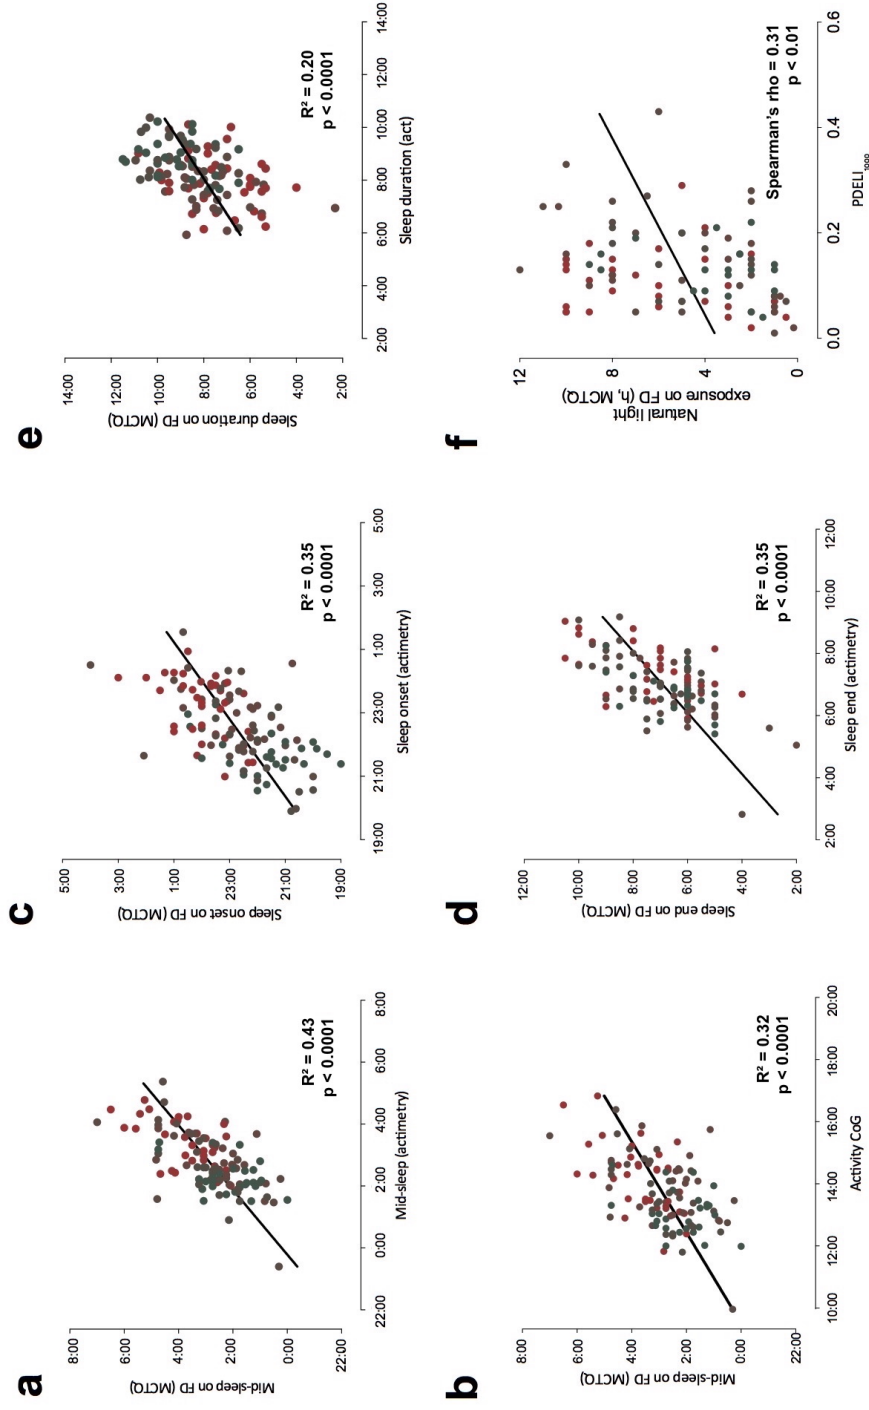 a
8:00
6:00
4:00
2:00
0:00
22:00
Mid-sleep on FD (MCTQ)
22:00
0:00
2:00
4:00
6:00
8:00
Mid-sleep (actimetry)
R² = 0.43
p < 0.0001
c
5:00
3:00
1:00
23:00
21:00
19:00
Sleep onset on FD (MCTQ)
19:00
21:00
23:00
1:00
3:00
5:00
Sleep onset (actimetry)
R² = 0.35
p < 0.0001
e
14:00
12:00
10:00
8:00
6:00
4:00
2:00
Sleep duration on FD (MCTQ)
2:00
4:00
6:00
8:00
10:00
12:00
14:00
Sleep duration (act)
R² = 0.20
p < 0.0001
b
8:00
6:00
4:00
2:00
0:00
22:00
Mid-sleep on FD (MCTQ)
10:00
12:00
14:00
16:00
18:00
20:00
Activity CoG
R² = 0.32
p < 0.0001
d
12:00
10:00
8:00
6:00
4:00
2:00
Sleep end on FD (MCTQ)
2:00
4:00
6:00
8:00
10:00
12:00
Sleep end (actimetry)
R² = 0.35
p < 0.0001
f
12
8
4
0
Natural light
exposure on FD (h, MCTQ)
0.0
0.2
0.4
0.6
PDELI1000
Spearman's rho = 0.31
p < 0.01